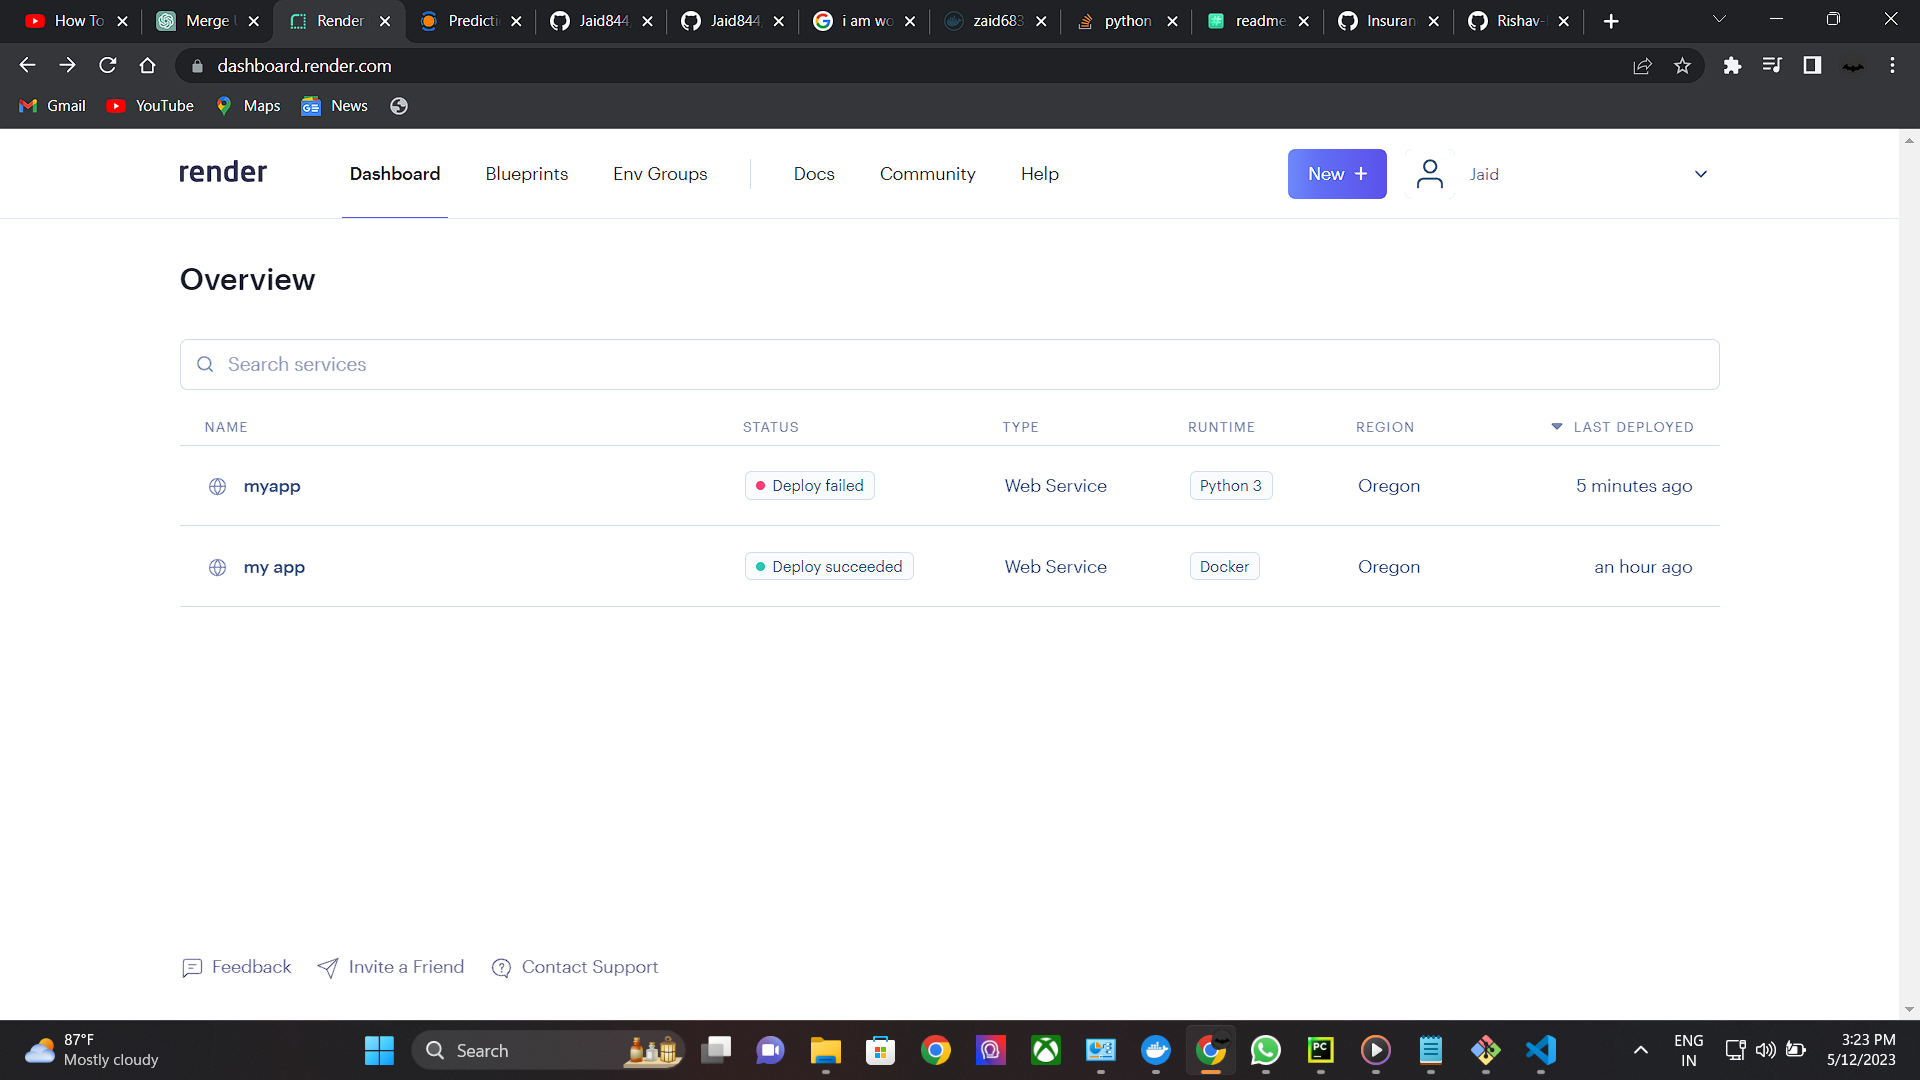 How To
Merge
Render
Predicti
Jaid844
Jaid844
i am wo
zaid683
python
readme
Insuran
Rishav-
dashboard.render.com
Gmail
YouTube
Maps
News
render
Dashboard
Blueprints
Env Groups
Docs
Community
Help
New +
Jaid
Overview
Search services
NAME STATUS TYPE RUNTIME REGION LAST DEPLOYED
myapp Deploy failed Web Service Python 3 Oregon 5 minutes ago
my app Deploy succeeded Web Service Docker Oregon an hour ago
Feedback Invite a Friend Contact Support
87°F
Mostly cloudy
Search
PC
ENG
IN
3:23 PM
5/12/2023